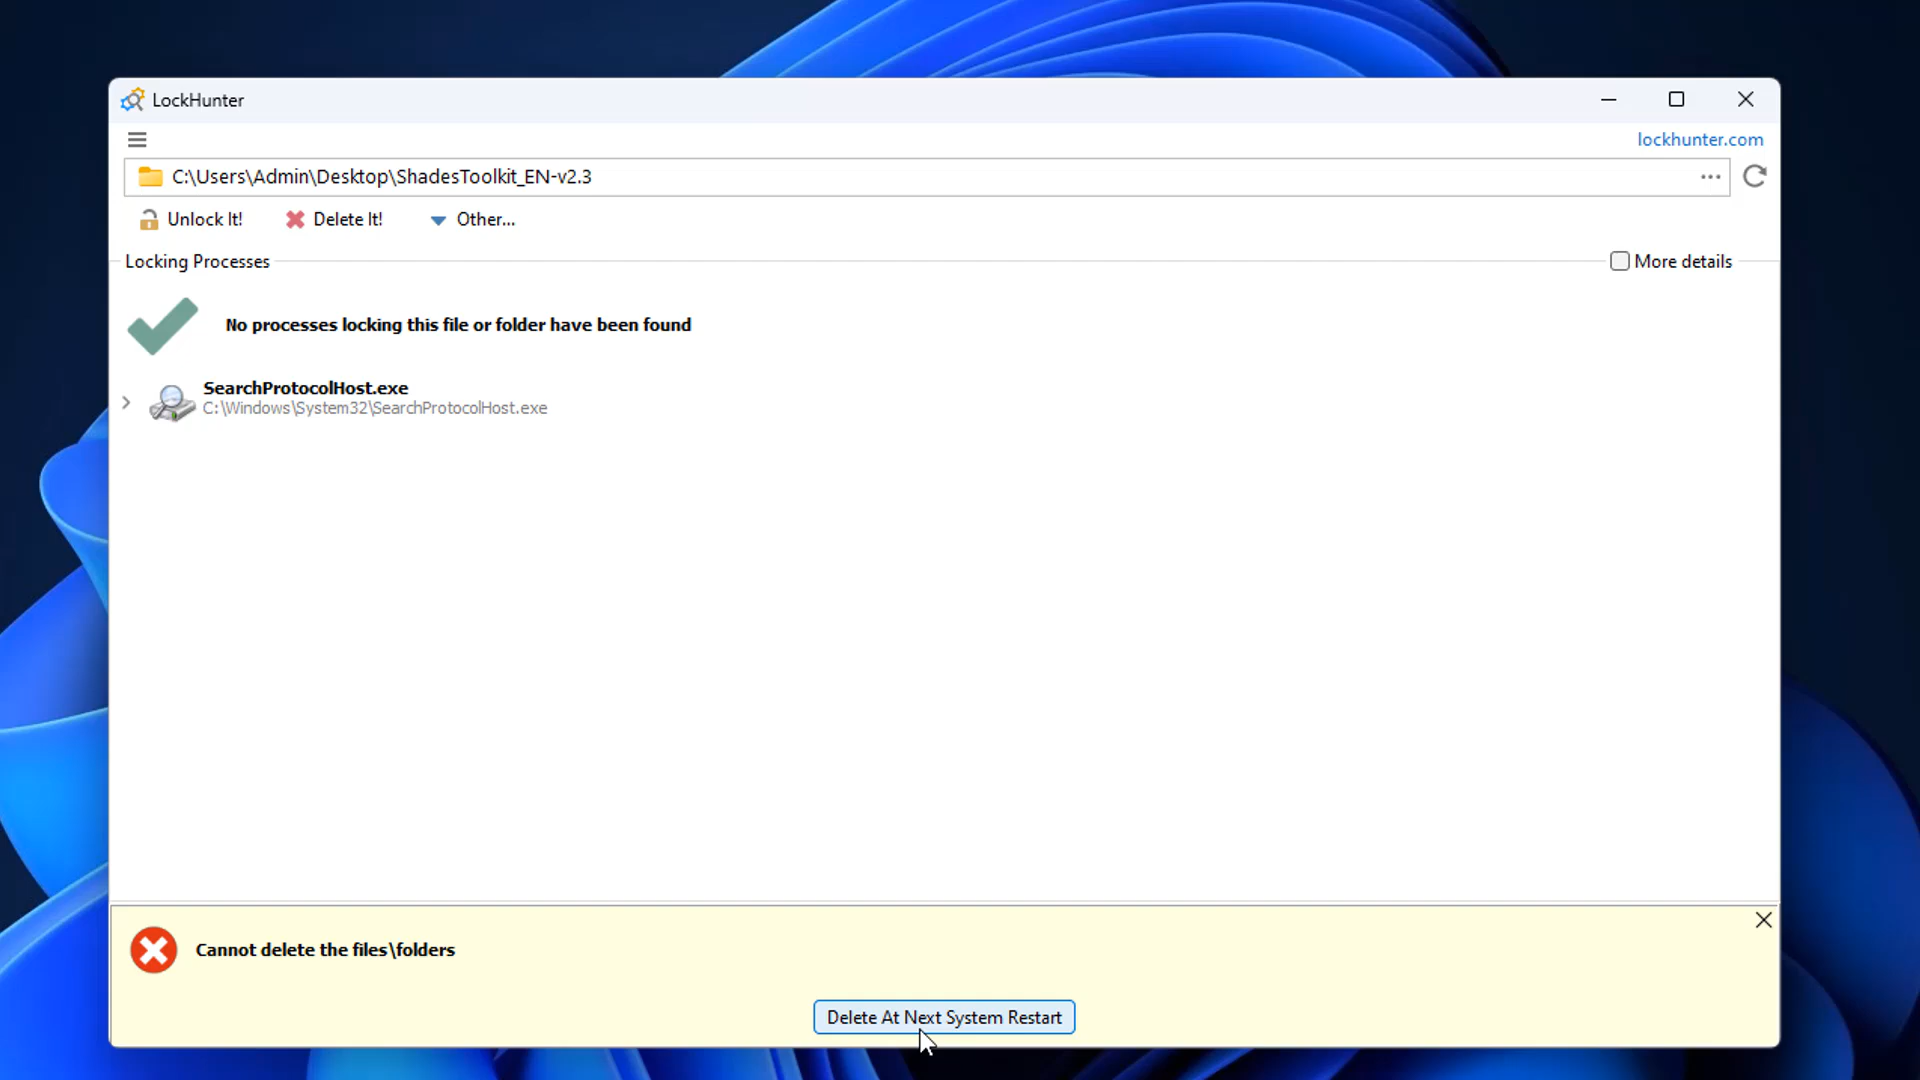 LockHunter
lockhunter.com
C:\Users\Admin\Desktop\ShadesToolkit_EN-v2.3
Unlock It! Delete It! Other...
Locking Processes More details
No processes locking this file or folder have been found
SearchProtocolHost.exe
C:\Windows\System32\SearchProtocolHost.exe
Cannot delete the files\folders
Delete At Next System Restart